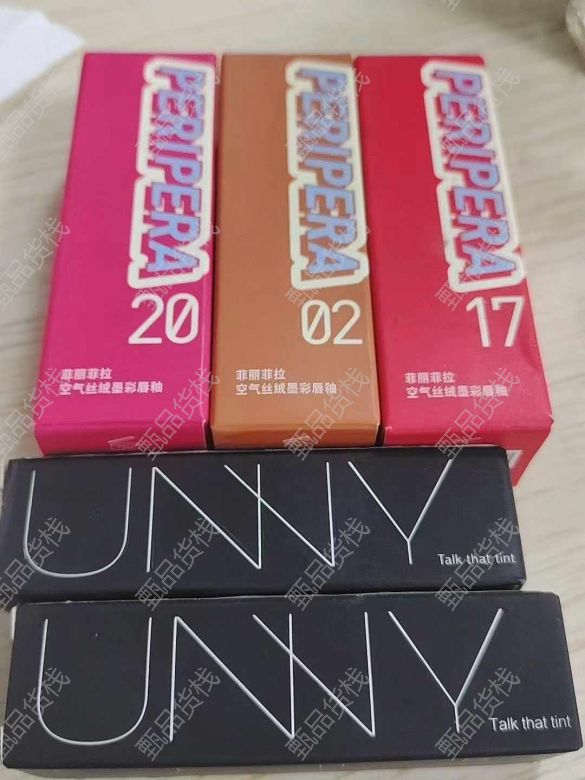 PERIPERA
20
菲丽菲拉
空气丝绒墨彩唇釉
PERIPERA
02
菲丽菲拉
空气丝绒墨彩唇釉
PERIPERA
17
菲丽菲拉
空气丝绒墨彩唇釉
UNNY
Talk that tint
UNNY
Talk that tint
甄品货栈